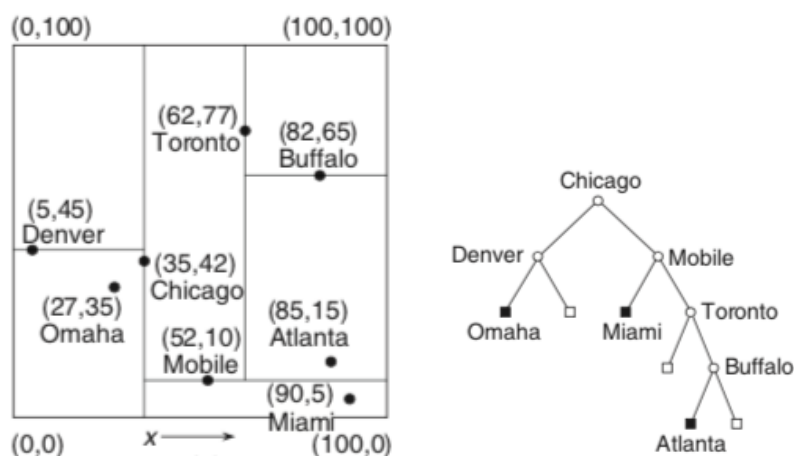 (0,100)
(100,100)
(62,77)
Toronto
(82,65)
Buffalo
(5,45)
Denver
(35,42)
Chicago
(27,35)
Omaha
(52,10)
Mobile
(85,15)
Atlanta
(90,5)
Miami
(0,0)
x
(100,0)
Chicago
Denver
Mobile
Omaha
Miami
Toronto
Buffalo
Atlanta